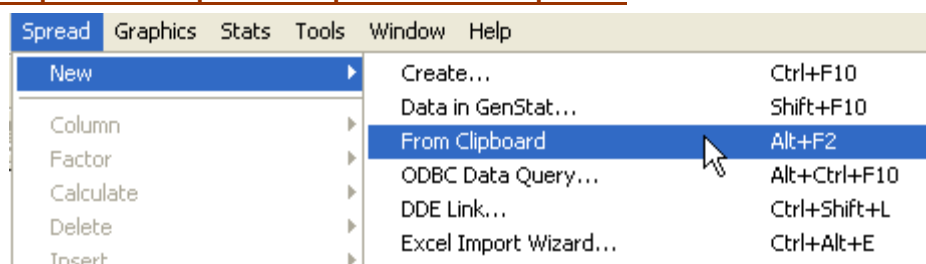 Spread Graphics Stats Tools Window Help
New
Create... Ctrl+F10
Data in GenStat... Shift+F10
Column
From Clipboard Alt+F2
Factor
ODBC Data Query... Alt+Ctrl+F10
Calculate
DDE Link... Ctrl+Shift+L
Delete
Excel Import Wizard... Ctrl+Alt+E
Insert